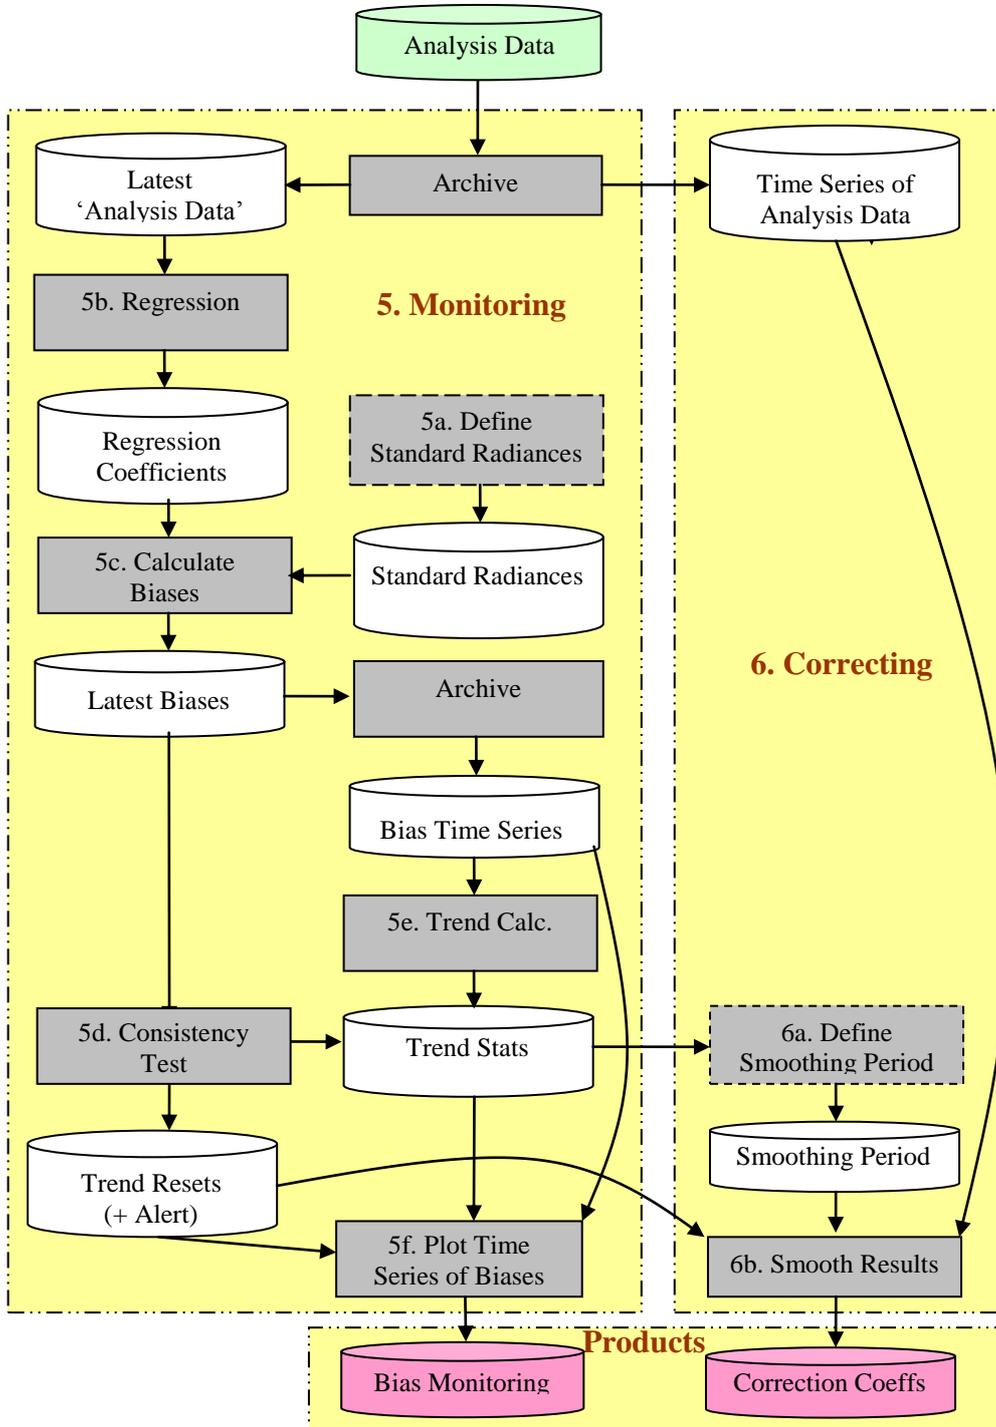 Analysis Data
Archive
Latest
‘Analysis Data’
Time Series of
Analysis Data
5b. Regression
5. Monitoring
Regression
Coefficients
5a. Define
Standard Radiances
5c. Calculate
Biases
Standard Radiances
6. Correcting
Latest Biases
Archive
Bias Time Series
5e. Trend Calc.
5d. Consistency
Test
Trend Stats
6a. Define
Smoothing Period
Smoothing Period
Trend Resets
(+ Alert)
5f. Plot Time
Series of Biases
6b. Smooth Results
Products
Bias Monitoring
Correction Coeffs